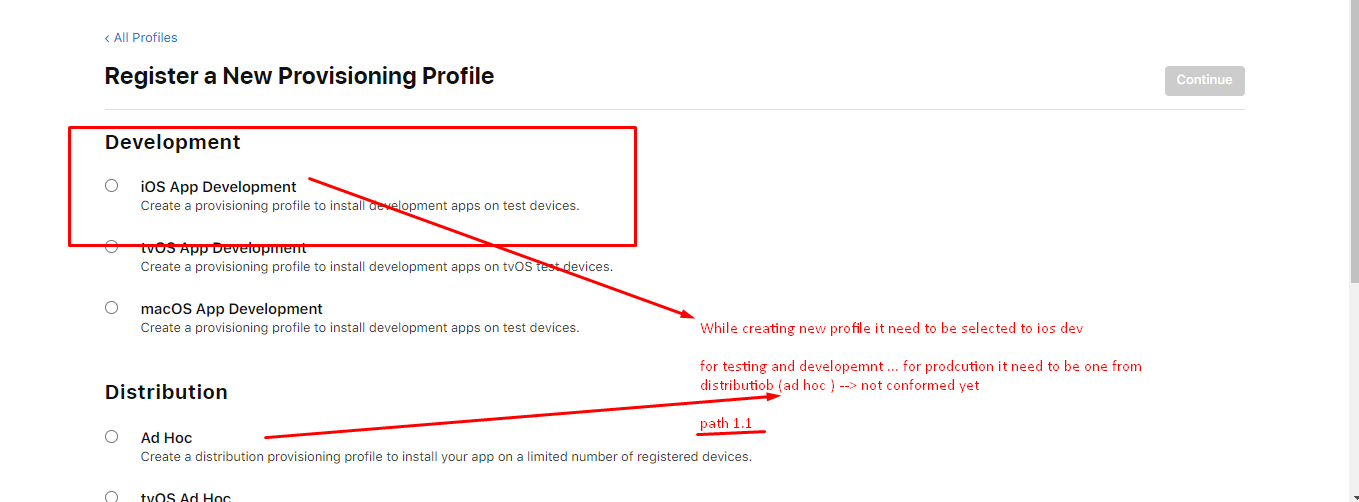 ‹ All Profiles
Register a New Provisioning Profile
Continue
Development
iOS App Development
Create a provisioning profile to install development apps on test devices.
tvOS App Development
Create a provisioning profile to install development apps on tvOS test devices.
macOS App Development
Create a provisioning profile to install development apps on test devices.
While creating new profile it need to be selected to ios dev
for testing and developemnt ... for prodcution it need to be one from
distributiob (ad hoc ) --> not conformed yet
path 1.1
Distribution
Ad Hoc
Create a distribution provisioning profile to install your app on a limited number of registered devices.
tvOS Ad Hoc